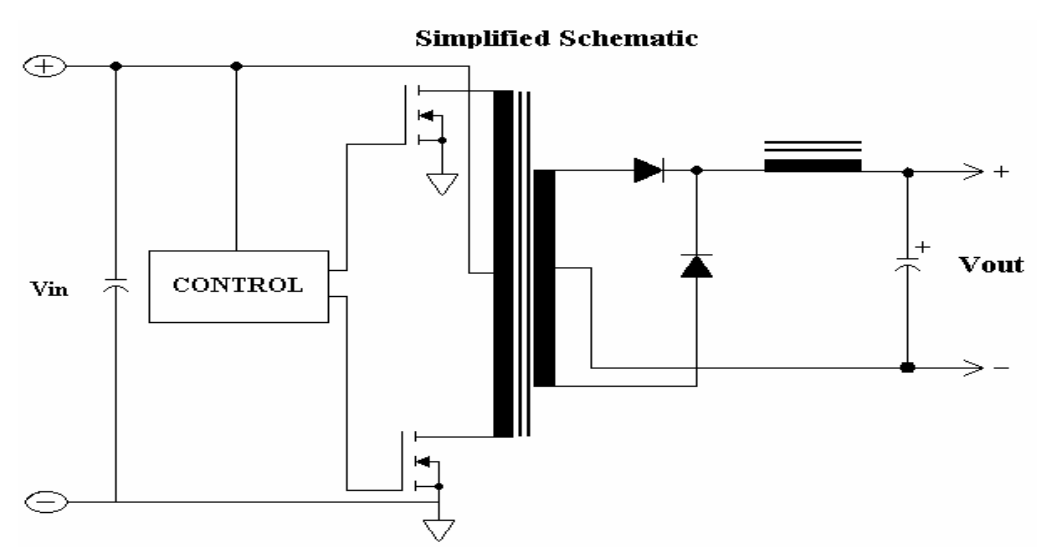 Simplified Schematic
+
CONTROL
Vin
+
+
Vout
−
−